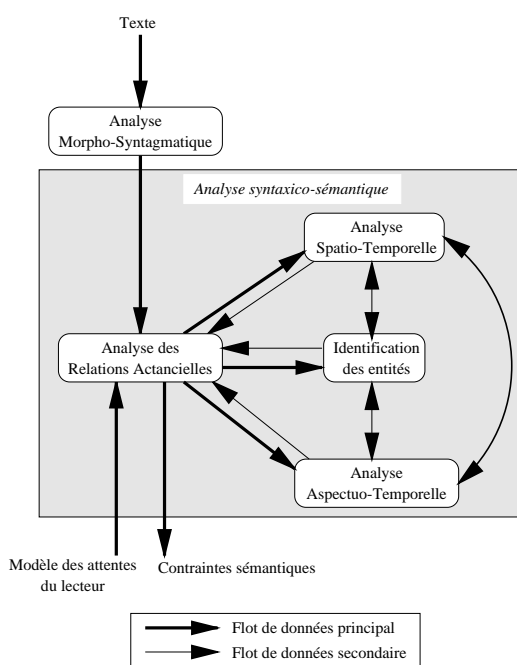 Texte
Analyse
Morpho-Syntagmatique
Analyse syntaxico-sémantique
Analyse
Spatio-Temporelle
Analyse des
Relations Actancielles
Identification
des entités
Analyse
Aspectuo-Temporelle
Modèle des attentes
du lecteur
Contraintes sémantiques
Flot de données principal
Flot de données secondaire